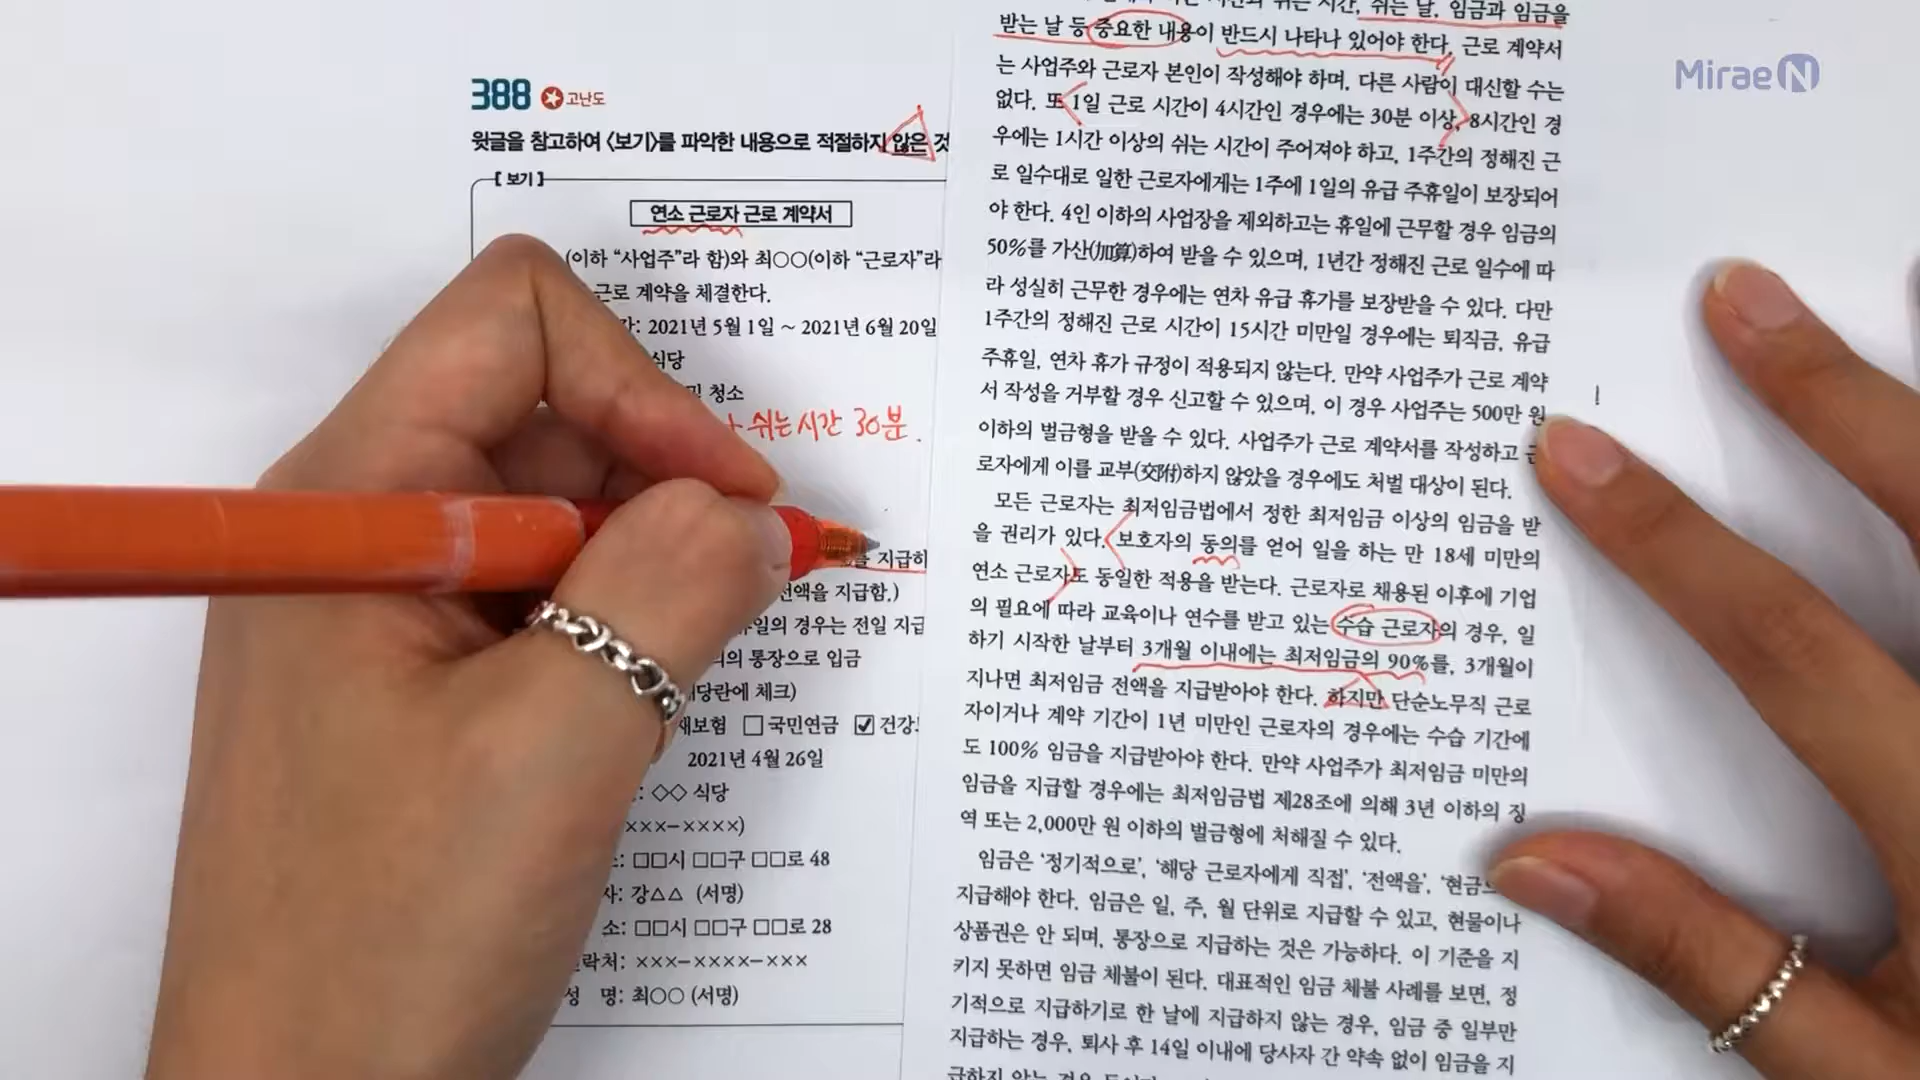 388 고난도
윗글을 참고하여 〈보기〉를 파악한 내용으로 적절하지 않은 것
[ 보기 ]
연소 근로자 근로 계약서
(이하 “사업주”라 함)와 최○○(이하 “근로자”라
근로 계약을 체결한다.
: 2021년 5월 1일 ~ 2021년 6월 20일
식당
및 청소
쉬는 시간 30분.
를 지급하
전액을 지급함.)
휴일의 경우는 전일 지급
의 통장으로 입금
해당란에 체크)
재보험 □국민연금 ☑건강
2021년 4월 26일
: ◇◇ 식당
×××-××××)
소: □□시 □□구 □□로 48
사: 강△△ (서명)
소: □□시 □□구 □□로 28
연락처: ×××-××××-×××
성 명: 최○○ (서명)
쉬는 날, 임금과 임금을
받는 날 등 중요한 내용이 반드시 나타나 있어야 한다. 근로 계약서
는 사업주와 근로자 본인이 작성해야 하며, 다른 사람이 대신할 수는
없다. 또 1일 근로 시간이 4시간인 경우에는 30분 이상, 8시간인 경
우에는 1시간 이상의 쉬는 시간이 주어져야 하고, 1주간의 정해진 근
로 일수대로 일한 근로자에게는 1주에 1일의 유급 주휴일이 보장되어
야 한다. 4인 이하의 사업장을 제외하고는 휴일에 근무할 경우 임금의
50%를 가산(加算)하여 받을 수 있으며, 1년간 정해진 근로 일수에 따
라 성실히 근무한 경우에는 연차 유급 휴가를 보장받을 수 있다. 다만
1주간의 정해진 근로 시간이 15시간 미만일 경우에는 퇴직금, 유급
주휴일, 연차 휴가 규정이 적용되지 않는다. 만약 사업주가 근로 계약
서 작성을 거부할 경우 신고할 수 있으며, 이 경우 사업주는 500만 원
이하의 벌금형을 받을 수 있다. 사업주가 근로 계약서를 작성하고 근
로자에게 이를 교부(交附)하지 않았을 경우에도 처벌 대상이 된다.
모든 근로자는 최저임금법에서 정한 최저임금 이상의 임금을 받
을 권리가 있다. 보호자의 동의를 얻어 일을 하는 만 18세 미만의
연소 근로자도 동일한 적용을 받는다. 근로자로 채용된 이후에 기업
의 필요에 따라 교육이나 연수를 받고 있는 수습 근로자의 경우, 일
하기 시작한 날부터 3개월 이내에는 최저임금의 90%를, 3개월이
지나면 최저임금 전액을 지급받아야 한다. 하지만 단순노무직 근로
자이거나 계약 기간이 1년 미만인 근로자의 경우에는 수습 기간에
도 100% 임금을 지급받아야 한다. 만약 사업주가 최저임금 미만의
임금을 지급할 경우에는 최저임금법 제28조에 의해 3년 이하의 징
역 또는 2,000만 원 이하의 벌금형에 처해질 수 있다.
임금은 ‘정기적으로’, ‘해당 근로자에게 직접’, ‘전액을’, ‘현금으
지급해야 한다. 임금은 일, 주, 월 단위로 지급할 수 있고, 현물이나
상품권은 안 되며, 통장으로 지급하는 것은 가능하다. 이 기준을 지
키지 못하면 임금 체불이 된다. 대표적인 임금 체불 사례를 보면, 정
기적으로 지급하기로 한 날에 지급하지 않는 경우, 임금 중 일부만
지급하는 경우, 퇴사 후 14일 이내에 당사자 간 약속 없이 임금을 지
급하지 않는 경우
Mirae N